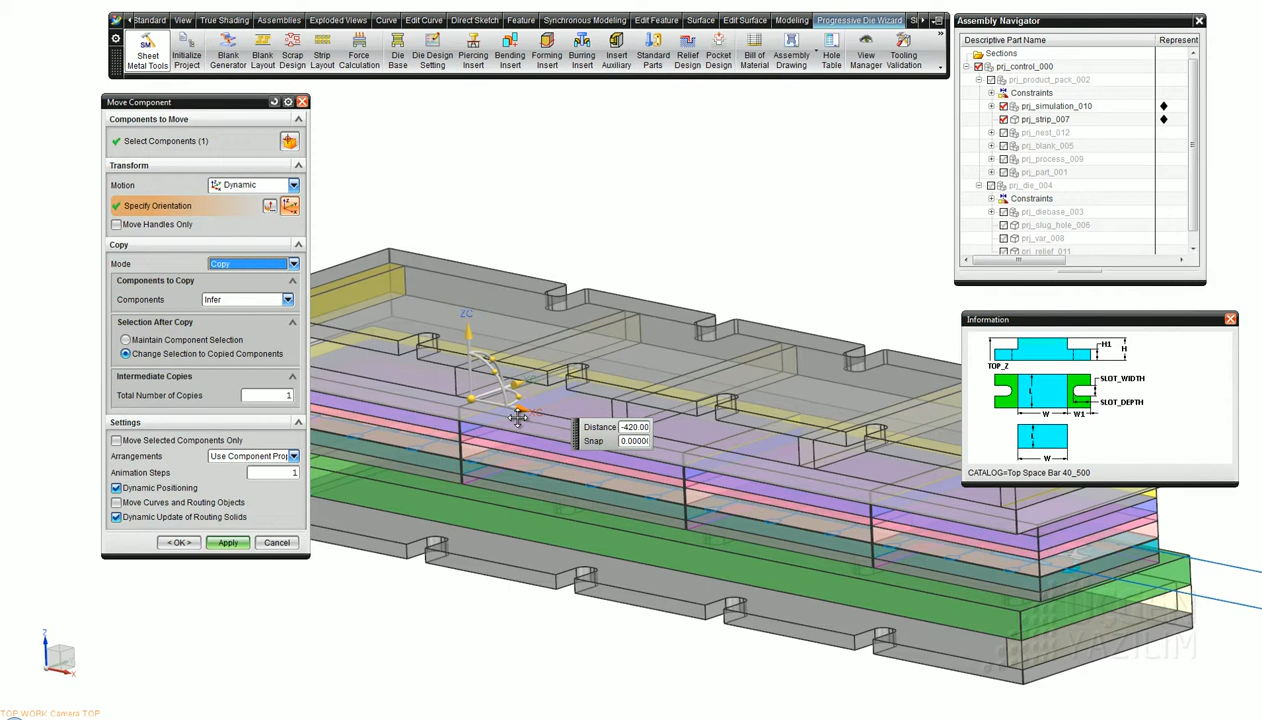 Standard View True Shading Assemblies Exploded Views Curve Edit Curve Direct Sketch Feature Synchronous Modeling Edit Feature Surface Edit Surface Modeling Progressive Die Wizard Si
Sheet Metal Tools
Initialize Project
Blank Generator
Blank Layout
Scrap Design
Strip Layout
Force Calculation
Die Base
Die Design Setting
Piercing Insert
Bending Insert
Forming Insert
Burring Insert
Insert Auxiliary
Standard Parts
Relief Design
Pocket Design
Bill of Material
Assembly Drawing
Hole Table
View Manager
Tooling Validation
Assembly Navigator
Descriptive Part Name Represent
Sections
prj_control_000
prj_product_pack_002
Constraints
prj_simulation_010
prj_strip_007
prj_nest_012
prj_blank_005
prj_process_009
prj_part_001
prj_die_004
Constraints
prj_diebase_003
prj_slug_hole_006
prj_var_008
prj_relief_011
Move Component
Components to Move
Select Components (1)
Transform
Motion Dynamic
Specify Orientation
Move Handles Only
Copy
Mode Copy
Components to Copy
Components Infer
Selection After Copy
Maintain Component Selection
Change Selection to Copied Components
Intermediate Copies
Total Number of Copies 1
Settings
Move Selected Components Only
Arrangements Use Component Prop
Animation Steps 1
Dynamic Positioning
Move Curves and Routing Objects
Dynamic Update of Routing Solids
< OK > Apply Cancel
ZC
XC
Distance -420.00
Snap 0.0000
Information
H1
H
TOP_Z
SLOT_WIDTH
L
SLOT_DEPTH
W W1
L
W
CATALOG=Top Space Bar 40_500
YAZILIM
Z
X
TOP WORK Camera TOP